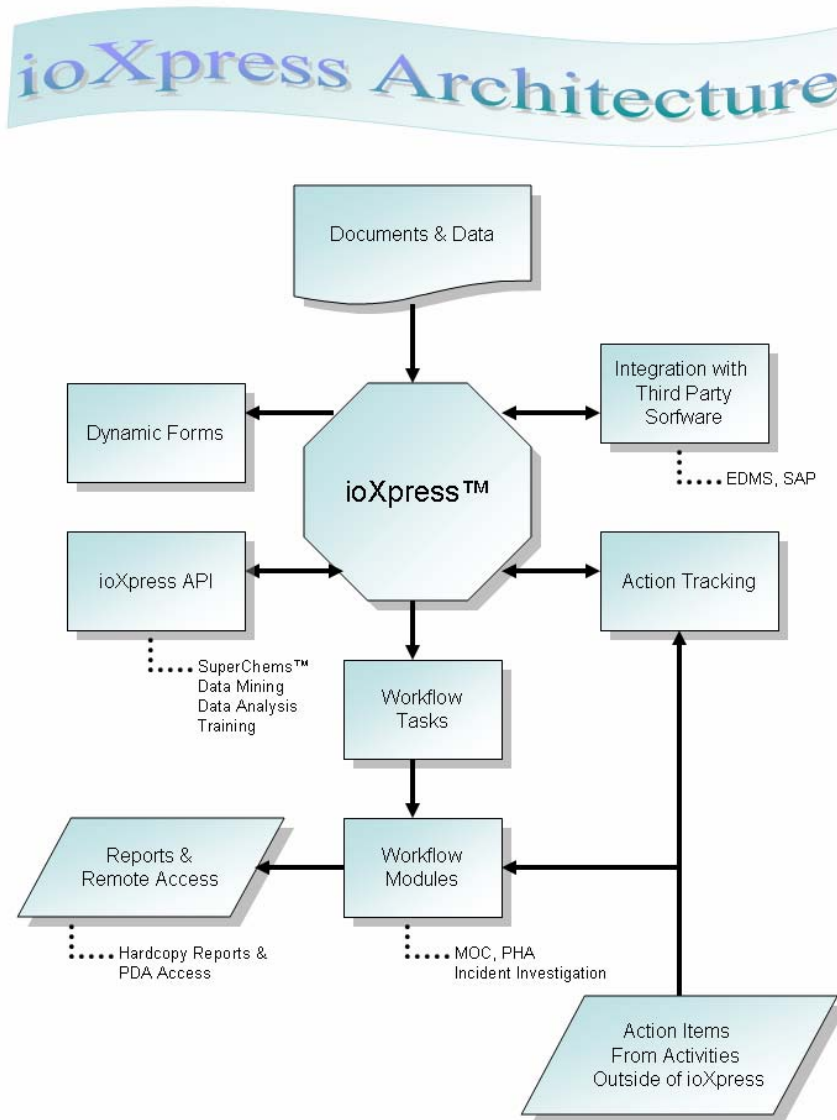 ioXpress Architecture
Documents & Data
Integration with
Third Party
Sorfware
EDMS, SAP
Dynamic Forms
ioXpress™
ioXpress API
SuperChems™
Data Mining
Data Analysis
Training
Action Tracking
Workflow
Tasks
Workflow
Modules
MOC, PHA
Incident Investigation
Reports &
Remote Access
Hardcopy Reports &
PDA Access
Action Items
From Activities
Outside of ioXpress